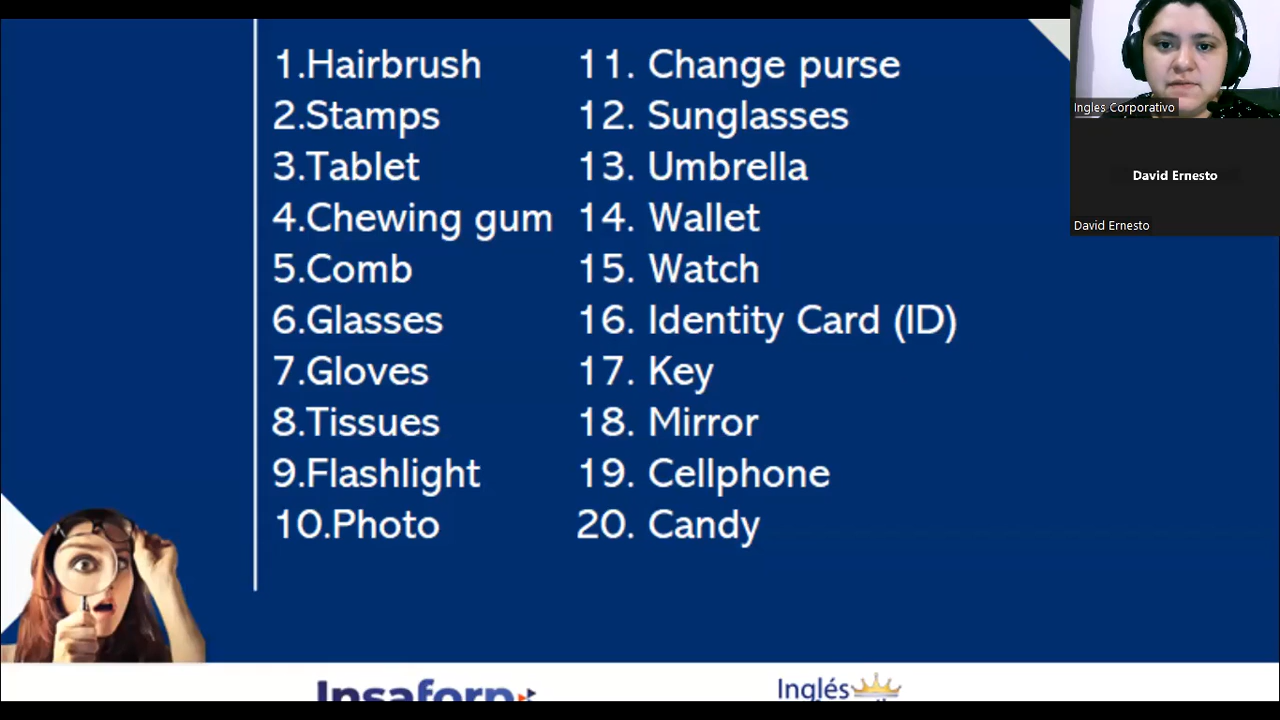 1.Hairbrush
2.Stamps
3.Tablet
4.Chewing gum
5.Comb
6.Glasses
7.Gloves
8.Tissues
9.Flashlight
10.Photo
11. Change purse
12. Sunglasses
13. Umbrella
14. Wallet
15. Watch
16. Identity Card (ID)
17. Key
18. Mirror
19. Cellphone
20. Candy
Ingles Corporativo
David Ernesto
David Ernesto
Insaforp
Inglés